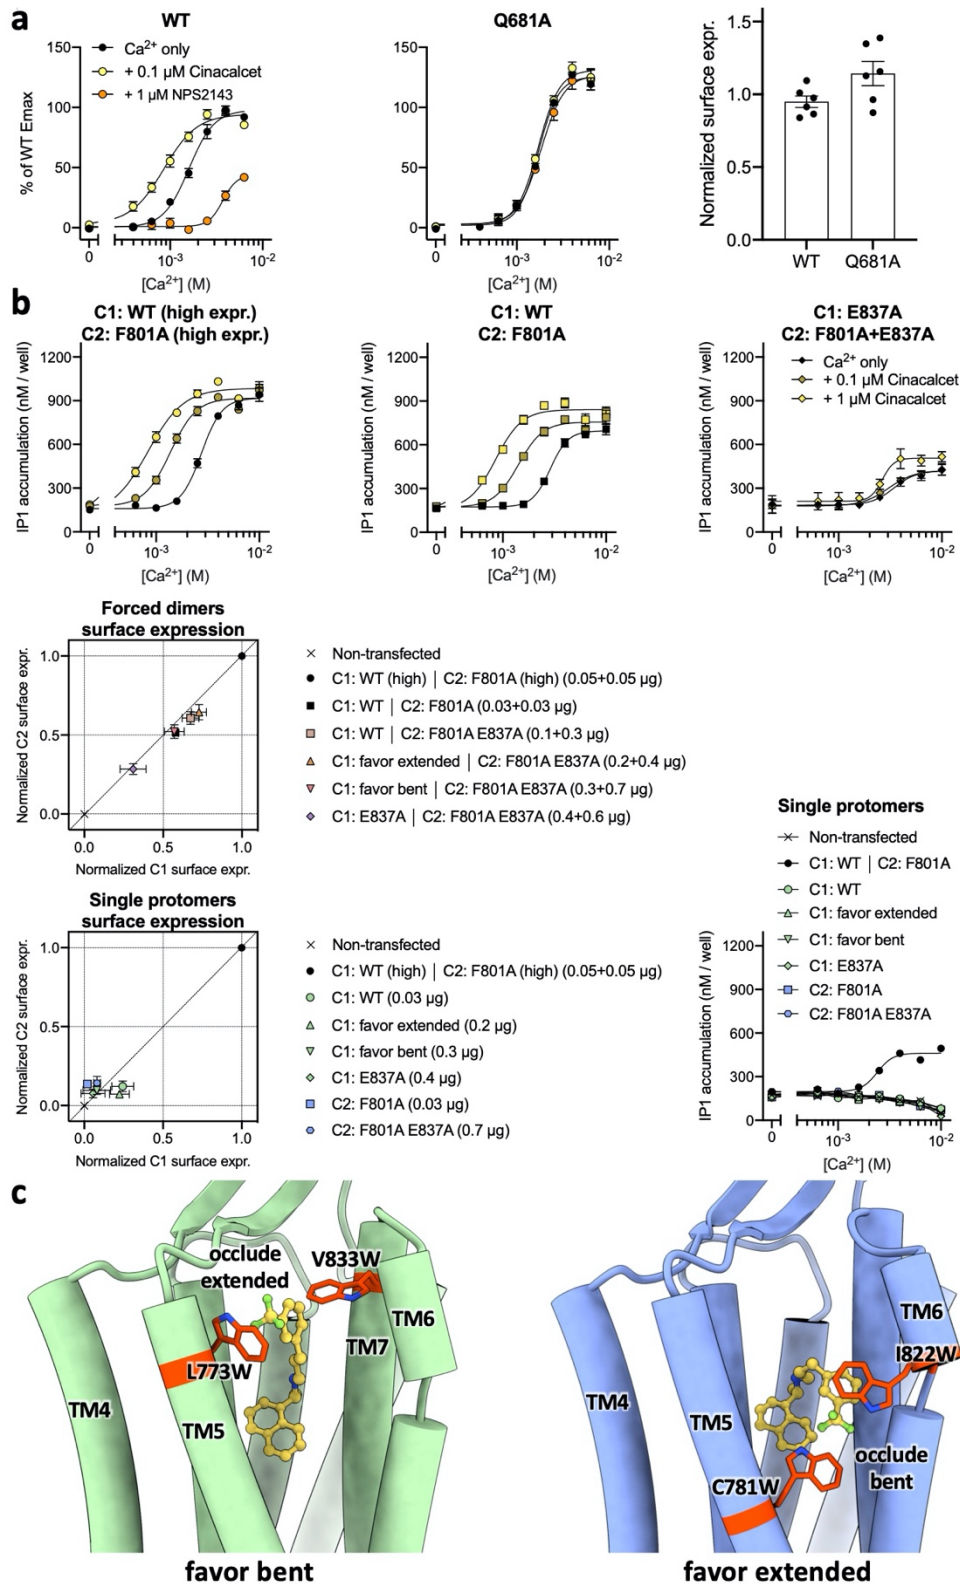 a
WT
Ca2+ only
+ 0.1 µM Cinacalcet
+ 1 µM NPS2143
% of WT Emax
150
100
50
0
0
10-3
10-2
[Ca2+] (M)
Q681A
150
100
50
0
0
10-3
10-2
[Ca2+] (M)
Normalized surface expr.
1.5
1.0
0.5
0.0
WT
Q681A
b
C1: WT (high expr.)
C2: F801A (high expr.)
IP1 accumulation (nM / well)
1200
900
600
300
0
0
10-3
10-2
[Ca2+] (M)
C1: WT
C2: F801A
IP1 accumulation (nM / well)
1200
900
600
300
0
0
10-3
10-2
[Ca2+] (M)
C1: E837A
C2: F801A+E837A
Ca2+ only
+ 0.1 µM Cinacalcet
+ 1 µM Cinacalcet
IP1 accumulation (nM / well)
1200
900
600
300
0
0
10-3
10-2
[Ca2+] (M)
Forced dimers
surface expression
Normalized C2 surface expr.
1.0
0.5
0.0
0.0
0.5
1.0
Normalized C1 surface expr.
Non-transfected
C1: WT (high) | C2: F801A (high) (0.05+0.05 µg)
C1: WT | C2: F801A (0.03+0.03 µg)
C1: WT | C2: F801A E837A (0.1+0.3 µg)
C1: favor extended | C2: F801A E837A (0.2+0.4 µg)
C1: favor bent | C2: F801A E837A (0.3+0.7 µg)
C1: E837A | C2: F801A E837A (0.4+0.6 µg)
Single protomers
surface expression
Normalized C2 surface expr.
1.0
0.5
0.0
0.0
0.5
1.0
Normalized C1 surface expr.
Non-transfected
C1: WT (high) | C2: F801A (high) (0.05+0.05 µg)
C1: WT (0.03 µg)
C1: favor extended (0.2 µg)
C1: favor bent (0.3 µg)
C1: E837A (0.4 µg)
C2: F801A (0.03 µg)
C2: F801A E837A (0.7 µg)
Single protomers
Non-transfected
C1: WT | C2: F801A
C1: WT
C1: favor extended
C1: favor bent
C1: E837A
C2: F801A
C2: F801A E837A
IP1 accumulation (nM / well)
1200
900
600
300
0
0
10-3
10-2
[Ca2+] (M)
c
occlude
extended
V833W
L773W
TM4
TM5
TM6
TM7
favor bent
TM4
TM5
TM6
I822W
C781W
occlude
bent
favor extended